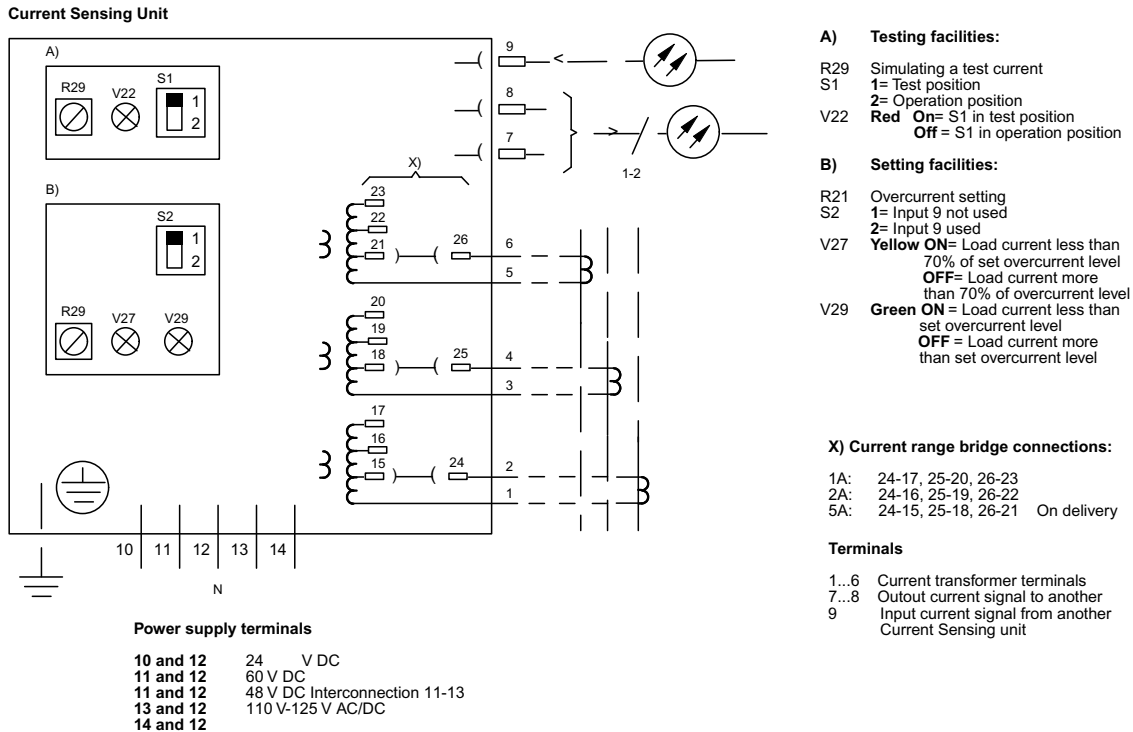 Current Sensing Unit
A)
R29
V22
S1
1
2
B)
S2
1
2
R29
V27
V29
9
8
7
1-2
X)
23
22
21
26
6
5
20
19
18
25
4
3
17
16
15
24
2
1
10 11 12 13 14
N
Power supply terminals
10 and 12 24 V DC
11 and 12 60 V DC
11 and 12 48 V DC Interconnection 11-13
13 and 12 110 V-125 V AC/DC
14 and 12
A) Testing facilities:
R29 Simulating a test current
S1 1= Test position
2= Operation position
V22 Red On= S1 in test position
Off = S1 in operation position
B) Setting facilities:
R21 Overcurrent setting
S2 1= Input 9 not used
2= Input 9 used
V27 Yellow ON= Load current less than
70% of set overcurrent level
OFF= Load current more
than 70% of overcurrent level
V29 Green ON = Load current less than
set overcurrent level
OFF = Load current more
than set overcurrent level
X) Current range bridge connections:
1A: 24-17, 25-20, 26-23
2A: 24-16, 25-19, 26-22
5A: 24-15, 25-18, 26-21 On delivery
Terminals
1...6 Current transformer terminals
7...8 Outout current signal to another
9 Input current signal from another
Current Sensing unit